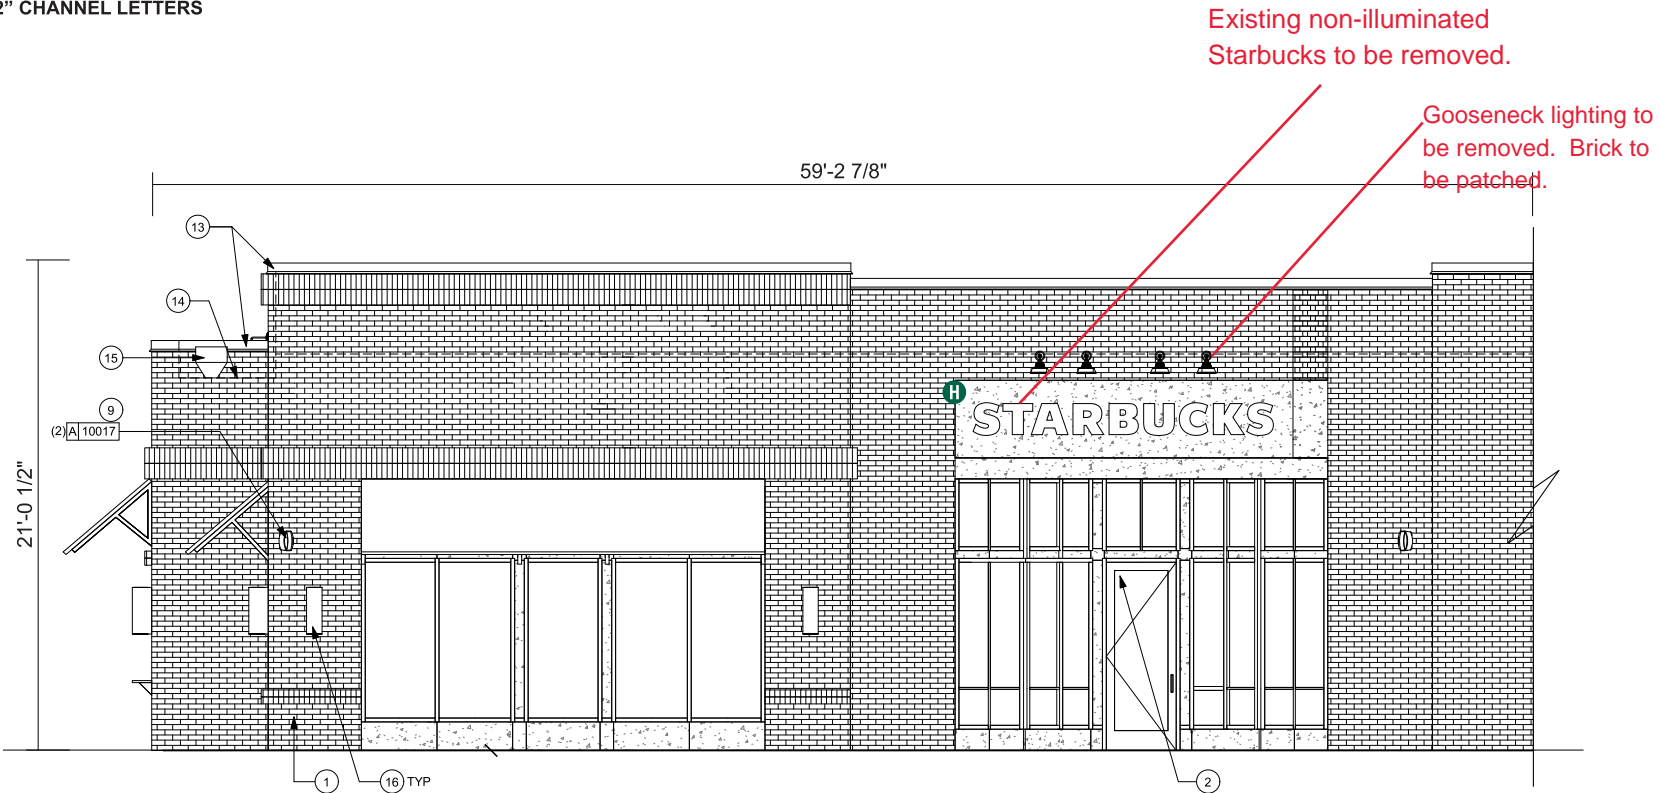 2” CHANNEL LETTERS
Existing non-illuminated
Starbucks to be removed.
Gooseneck lighting to
be removed.  Brick to
be patched.
59'-2 7/8"
13
14
15
9
(2) A 10017
H
STARBUCKS
21'-0 1/2"
1
16 TYP
2